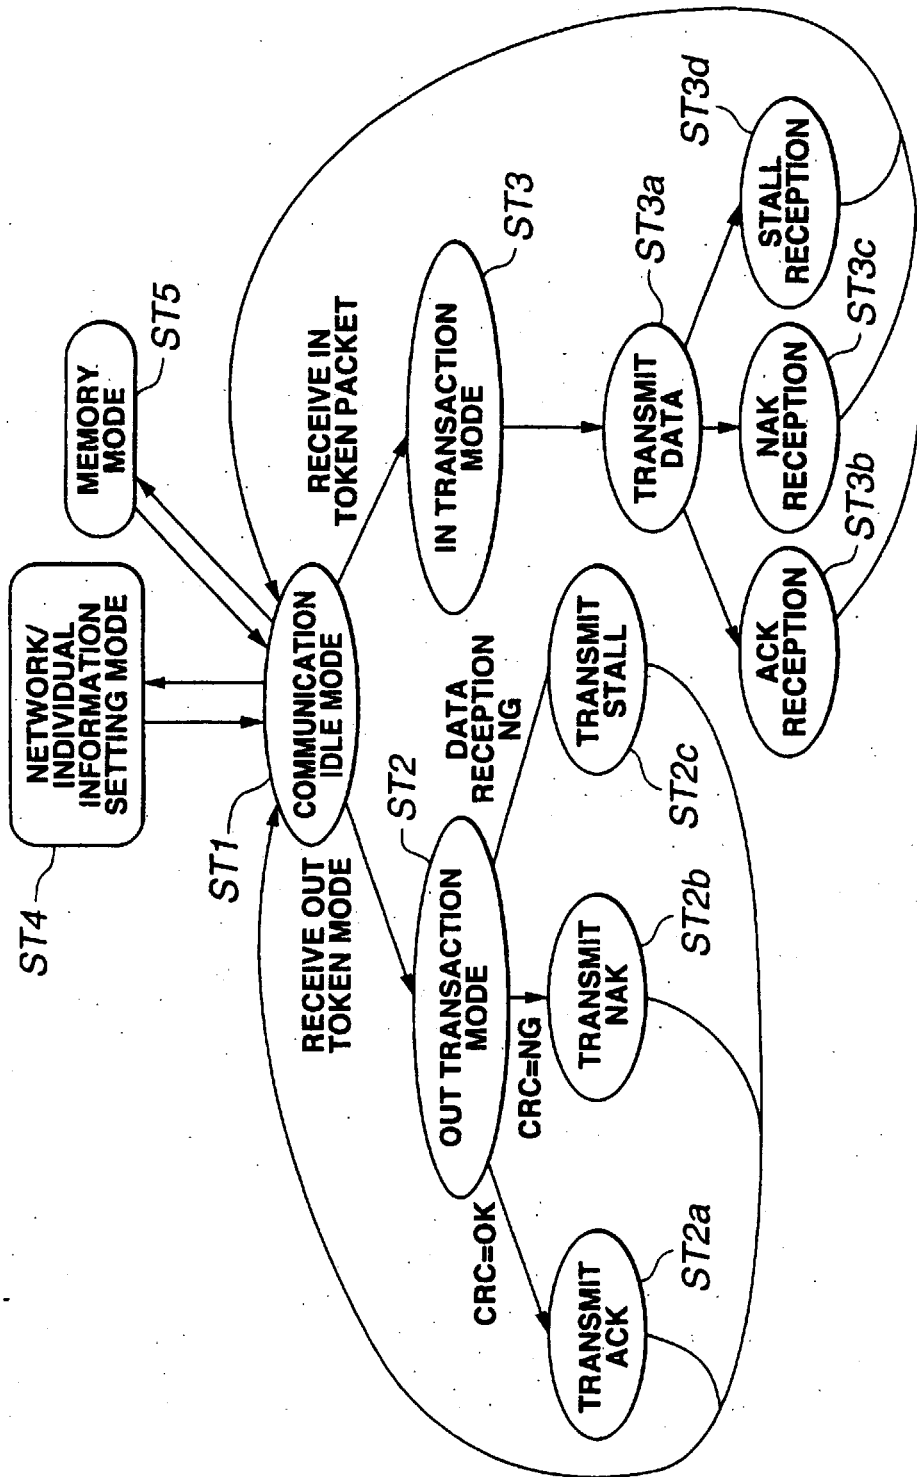 NETWORK/
INDIVIDUAL
INFORMATION
SETTING MODE
ST4
MEMORY
MODE
ST5
ST1
COMMUNICATION
IDLE MODE
RECEIVE OUT
TOKEN MODE
RECEIVE IN
TOKEN PACKET
OUT TRANSACTION
MODE
ST2
IN TRANSACTION
MODE
ST3
CRC=OK
CRC=NG
DATA
RECEPTION
NG
TRANSMIT
ACK
ST2a
TRANSMIT
NAK
ST2b
TRANSMIT
STALL
ST2c
TRANSMIT
DATA
ST3a
ACK
RECEPTION
ST3b
NAK
RECEPTION
ST3c
STALL
RECEPTION
ST3d